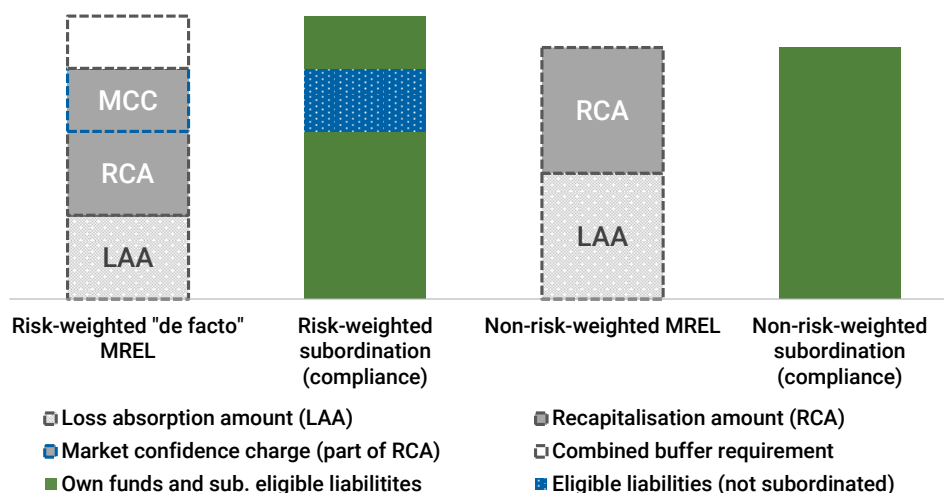 MCC
RCA
LAA
RCA
LAA
Risk-weighted "de facto"
MREL
Risk-weighted
subordination
(compliance)
Non-risk-weighted MREL
Non-risk-weighted
subordination
(compliance)
Loss absorption amount (LAA)
Recapitalisation amount (RCA)
Market confidence charge (part of RCA)
Combined buffer requirement
Own funds and sub. eligible liabilitites
Eligible liabilities (not subordinated)